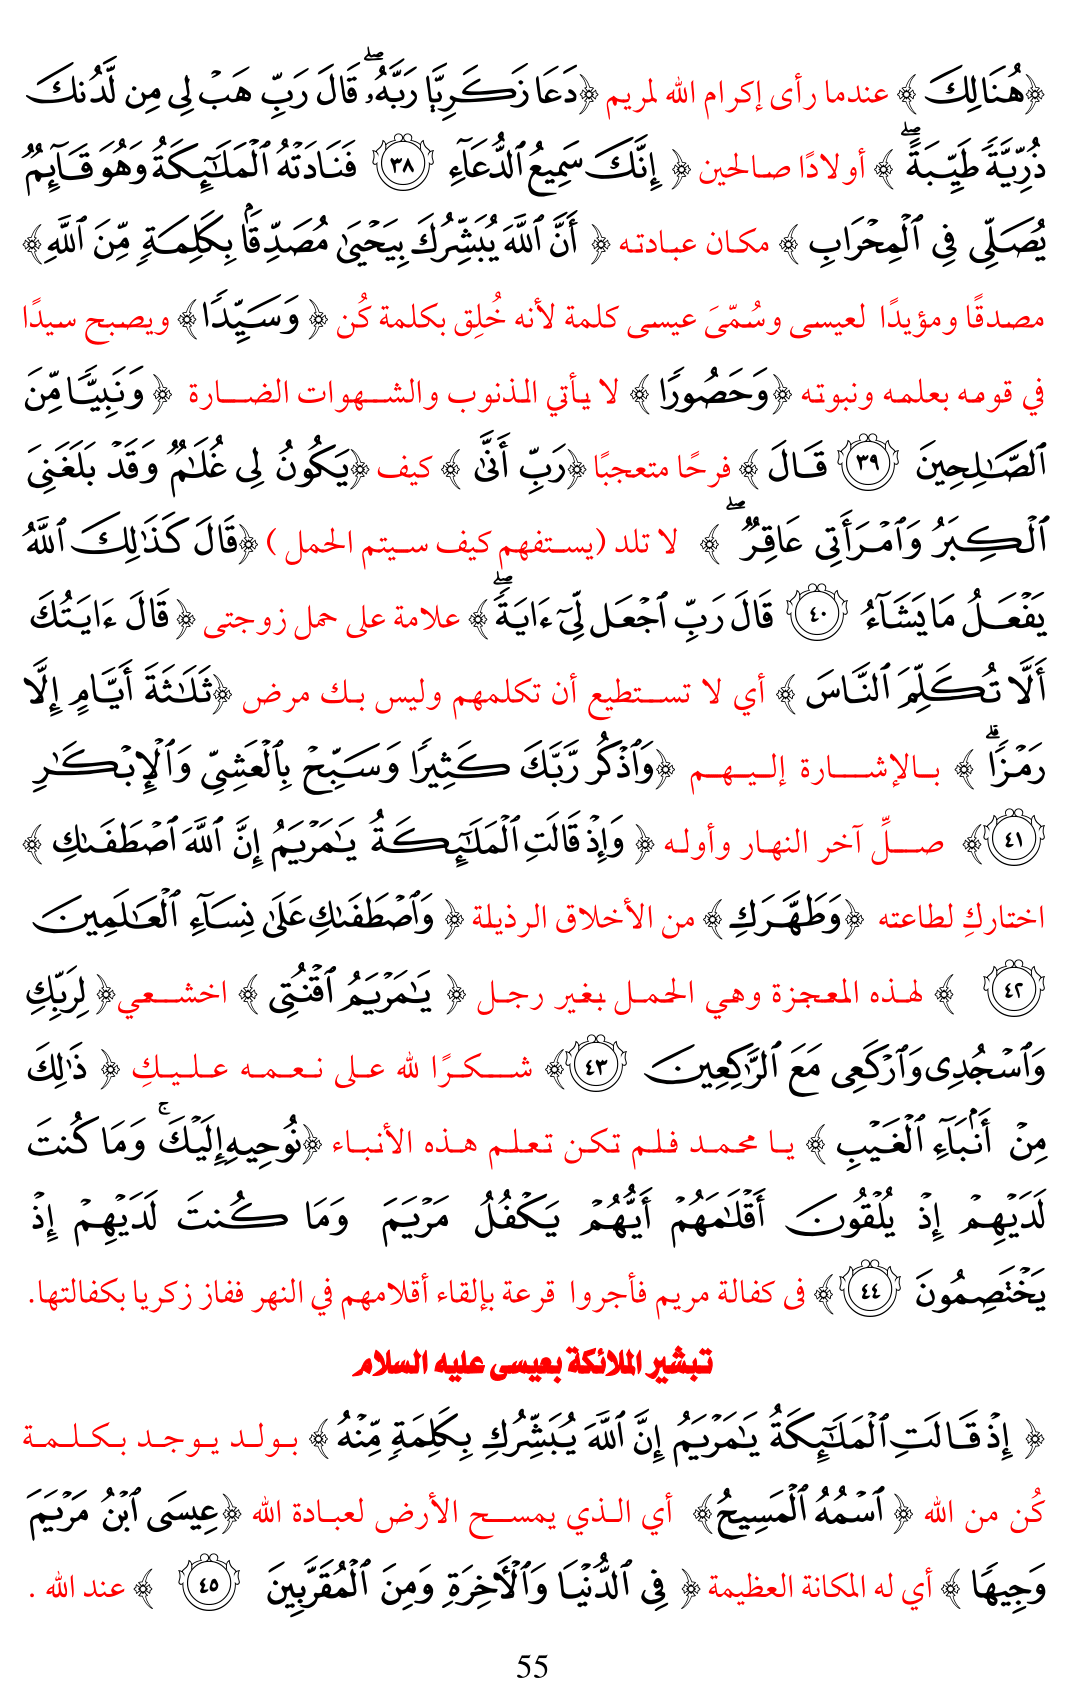 ﴿هُنَالِكَ ﴾ عندما رأى إكرام الله لمريم ﴿دَعَا زَكَرِيَّا رَبَّهُۥۖ قَالَ رَبِّ هَبْ لِى مِن لَّدُنكَ
ذُرِّيَّةً طَيِّبَةًۖ ﴾ أولادًا صالحين ﴿ إِنَّكَ سَمِيعُ ٱلدُّعَآءِ ٣٨ فَنَادَتْهُ ٱلْمَلَـٰٓئِكَةُ وَهُوَ قَآئِمٌ
يُصَلِّى فِى ٱلْمِحْرَابِ ﴾ مكان عبادته ﴿ أَنَّ ٱللَّهَ يُبَشِّرُكَ بِيَحْيَىٰ مُصَدِّقًۢا بِكَلِمَةٍ مِّنَ ٱللَّهِ﴾
مصدقًا ومؤيدًا لعيسى وسُمّيَ عيسى كلمة لأنه خُلِق بكلمة كُن ﴿ وَسَيِّدًا﴾ ويصبح سيدًا
في قومه بعلمه ونبوته ﴿وَحَصُورًا ﴾ لا يأتي الذنوب والشهوات الضارة ﴿ وَنَبِيًّا مِّنَ
ٱلصَّـٰلِحِينَ ٣٩ قَالَ ﴾ فرحًا متعجبًا ﴿رَبِّ أَنَّىٰ ﴾ كيف ﴿يَكُونُ لِى غُلَـٰمٌ وَقَدْ بَلَغَنِىَ
ٱلْكِبَرُ وَٱمْرَأَتِى عَاقِرٌۖ ﴾ لا تلد (يستفهم كيف سيتم الحمل ) ﴿قَالَ كَذَٰلِكَ ٱللَّهُ
يَفْعَلُ مَا يَشَآءُ ٤٠ قَالَ رَبِّ ٱجْعَل لِّىٓ ءَايَةًۖ ﴾ علامة على حمل زوجتى ﴿ قَالَ ءَايَتُكَ
أَلَّا تُكَلِّمَ ٱلنَّاسَ ﴾ أي لا تستطيع أن تكلمهم وليس بك مرض ﴿ثَلَـٰثَةَ أَيَّامٍ إِلَّا
رَمْزًاۗ ﴾ بالإشارة إليهم ﴿وَٱذْكُر رَّبَّكَ كَثِيرًا وَسَبِّحْ بِٱلْعَشِىِّ وَٱلْإِبْكَـٰرِ
٤١﴾ صلِّ آخر النهار وأوله ﴿ وَإِذْ قَالَتِ ٱلْمَلَـٰٓئِكَةُ يَـٰمَرْيَمُ إِنَّ ٱللَّهَ ٱصْطَفَىٰكِ ﴾
اختاركِ لطاعته ﴿وَطَهَّرَكِ﴾ من الأخلاق الرذيلة ﴿ وَٱصْطَفَىٰكِ عَلَىٰ نِسَآءِ ٱلْعَـٰلَمِينَ
٤٢ ﴾ لهذه المعجزة وهي الحمل بغير رجل ﴿ يَـٰمَرْيَمُ ٱقْنُتِى ﴾ اخشعي﴿ لِرَبِّكِ
وَٱسْجُدِى وَٱرْكَعِى مَعَ ٱلرَّٰكِعِينَ ٤٣﴾ شكرًا لله على نعمه عليكِ ﴿ ذَٰلِكَ
مِنْ أَنۢبَآءِ ٱلْغَيْبِ ﴾ يا محمد فلم تكن تعلم هذه الأنباء ﴿نُوحِيهِ إِلَيْكَۚ وَمَا كُنتَ
لَدَيْهِمْ إِذْ يُلْقُونَ أَقْلَـٰمَهُمْ أَيُّهُمْ يَكْفُلُ مَرْيَمَ وَمَا كُنتَ لَدَيْهِمْ إِذْ
يَخْتَصِمُونَ ٤٤﴾ فى كفالة مريم فأجروا قرعة بإلقاء أقلامهم في النهر ففاز زكريا بكفالتها.
تبشير الملائكة بعيسى عليه السلام
﴿ إِذْ قَالَتِ ٱلْمَلَـٰٓئِكَةُ يَـٰمَرْيَمُ إِنَّ ٱللَّهَ يُبَشِّرُكِ بِكَلِمَةٍ مِّنْهُ ﴾ بولد يوجد بكلمة
كُن من الله ﴿ ٱسْمُهُ ٱلْمَسِيحُ﴾ أي الذي يمسح الأرض لعبادة الله ﴿عِيسَى ٱبْنُ مَرْيَمَ
وَجِيهًا ﴾ أي له المكانة العظيمة ﴿ فِى ٱلدُّنْيَا وَٱلْـَٔاخِرَةِ وَمِنَ ٱلْمُقَرَّبِينَ ٤٥ ﴾ عند الله .
55